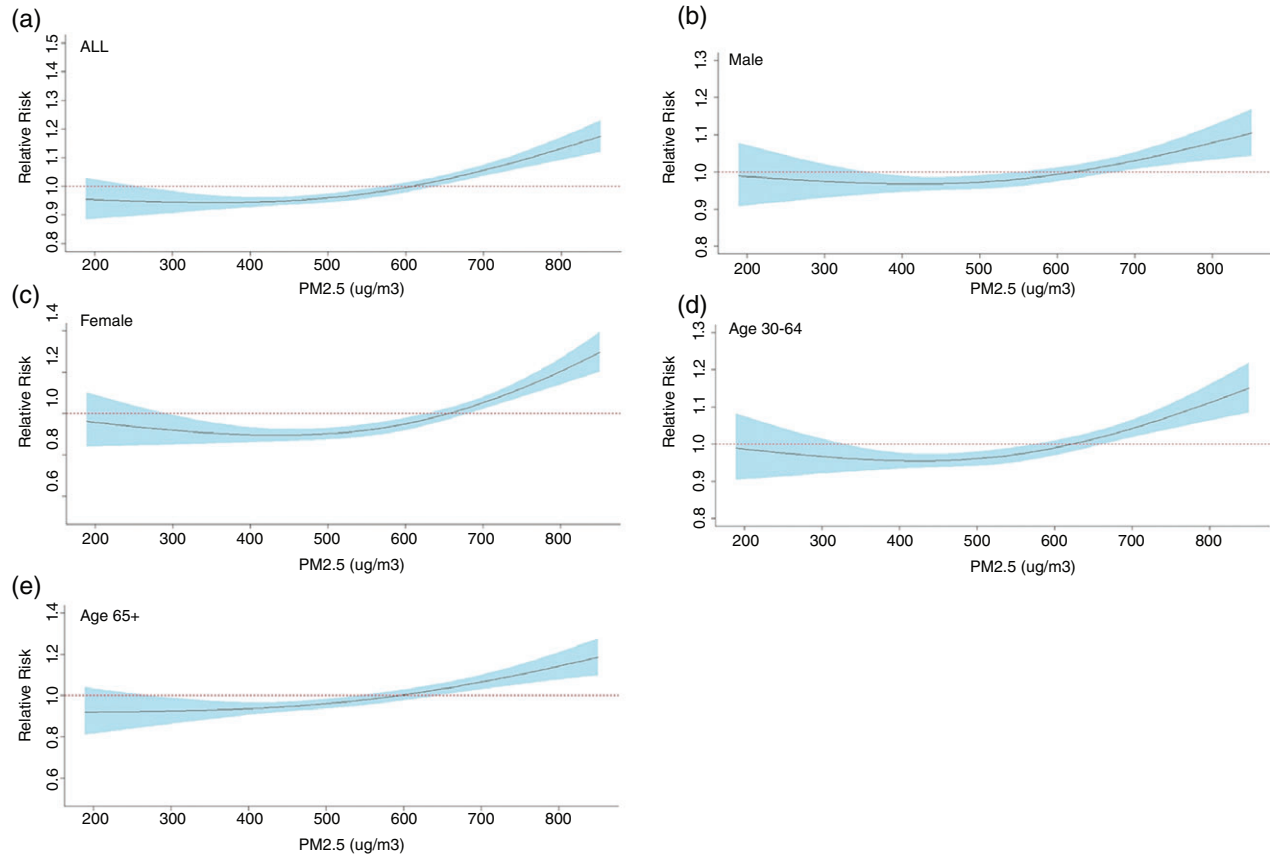 (a)
ALL
Relative Risk
1.5
1.4
1.3
1.2
1.1
1.0
0.9
0.8
200 300 400 500 600 700 800
PM2.5 (ug/m3)
(b)
Male
Relative Risk
1.3
1.2
1.1
1.0
0.9
0.8
200 300 400 500 600 700 800
PM2.5 (ug/m3)
(c)
Female
Relative Risk
1.4
1.2
1.0
0.8
0.6
200 300 400 500 600 700 800
PM2.5 (ug/m3)
(d)
Age 30-64
Relative Risk
1.3
1.2
1.1
1.0
0.9
0.8
200 300 400 500 600 700 800
PM2.5 (ug/m3)
(e)
Age 65+
Relative Risk
1.4
1.2
1.0
0.8
0.6
200 300 400 500 600 700 800
PM2.5 (ug/m3)